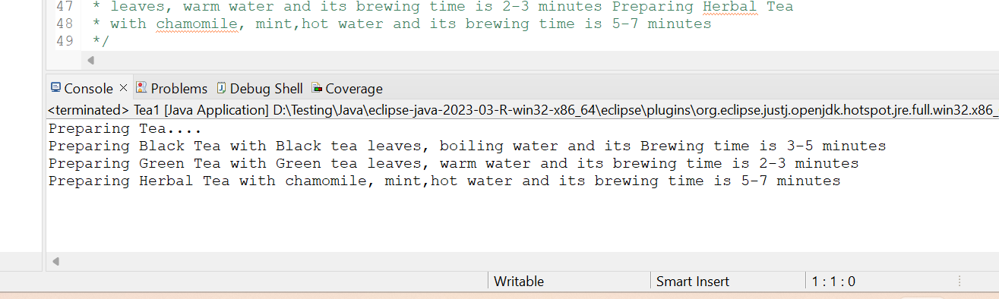 47 * leaves, warm water and its brewing time is 2-3 minutes Preparing Herbal Tea
48 * with chamomile, mint,hot water and its brewing time is 5-7 minutes
49 */
Console Problems Debug Shell Coverage
<terminated> Tea1 [Java Application] D:\Testing\Java\eclipse-java-2023-03-R-win32-x86_64\eclipse\plugins\org.eclipse.justj.openjdk.hotspot.jre.full.win32.x86_
Preparing Tea....
Preparing Black Tea with Black tea leaves, boiling water and its Brewing time is 3-5 minutes
Preparing Green Tea with Green tea leaves, warm water and its brewing time is 2-3 minutes
Preparing Herbal Tea with chamomile, mint,hot water and its brewing time is 5-7 minutes
Writable Smart Insert 1 : 1 : 0